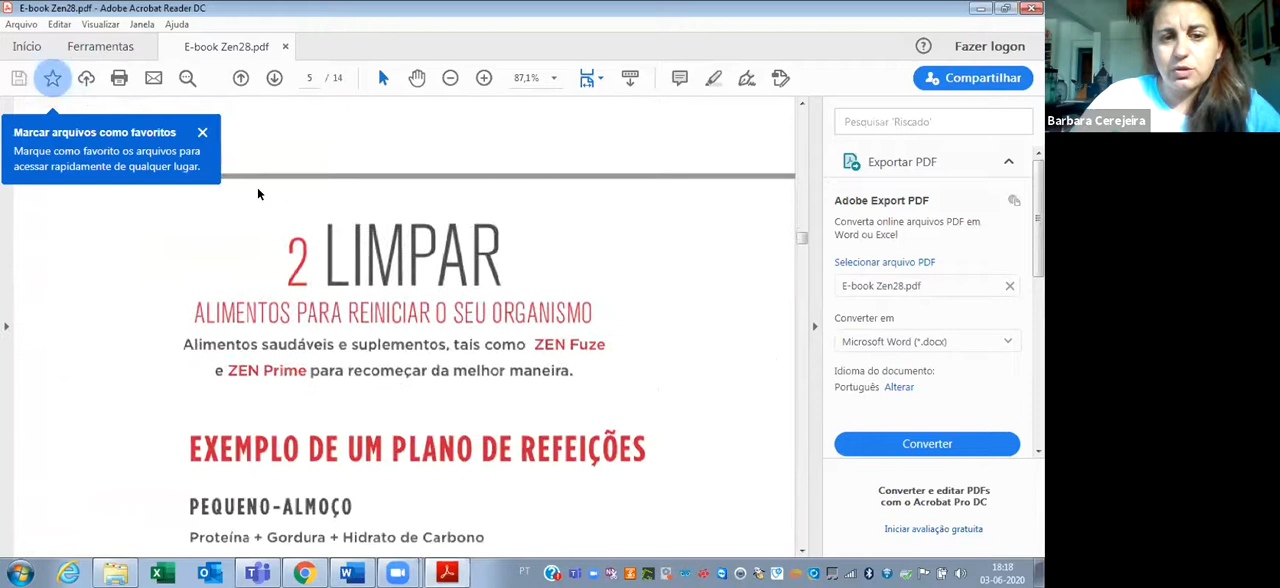 E-book Zen28.pdf - Adobe Acrobat Reader DC
Arquivo Editar Visualizar Janela Ajuda
Início Ferramentas E-book Zen28.pdf × Fazer logon
5 / 14 87,1% Compartilhar
Marcar arquivos como favoritos
Marque como favorito os arquivos para
acessar rapidamente de qualquer lugar.
2 LIMPAR
ALIMENTOS PARA REINICIAR O SEU ORGANISMO
Alimentos saudáveis e suplementos, tais como ZEN Fuze
e ZEN Prime para recomeçar da melhor maneira.
EXEMPLO DE UM PLANO DE REFEIÇÕES
PEQUENO-ALMOÇO
Proteína + Gordura + Hidrato de Carbono
Pesquisar 'Riscado'
Exportar PDF
Adobe Export PDF
Converta online arquivos PDF em
Word ou Excel
Selecionar arquivo PDF
E-book Zen28.pdf
Converter em
Microsoft Word (*.docx)
Idioma do documento:
Português Alterar
Converter
Converter e editar PDFs
com o Acrobat Pro DC
Iniciar avaliação gratuita
Barbara Cerejeira
PT
18:18
03-06-2020